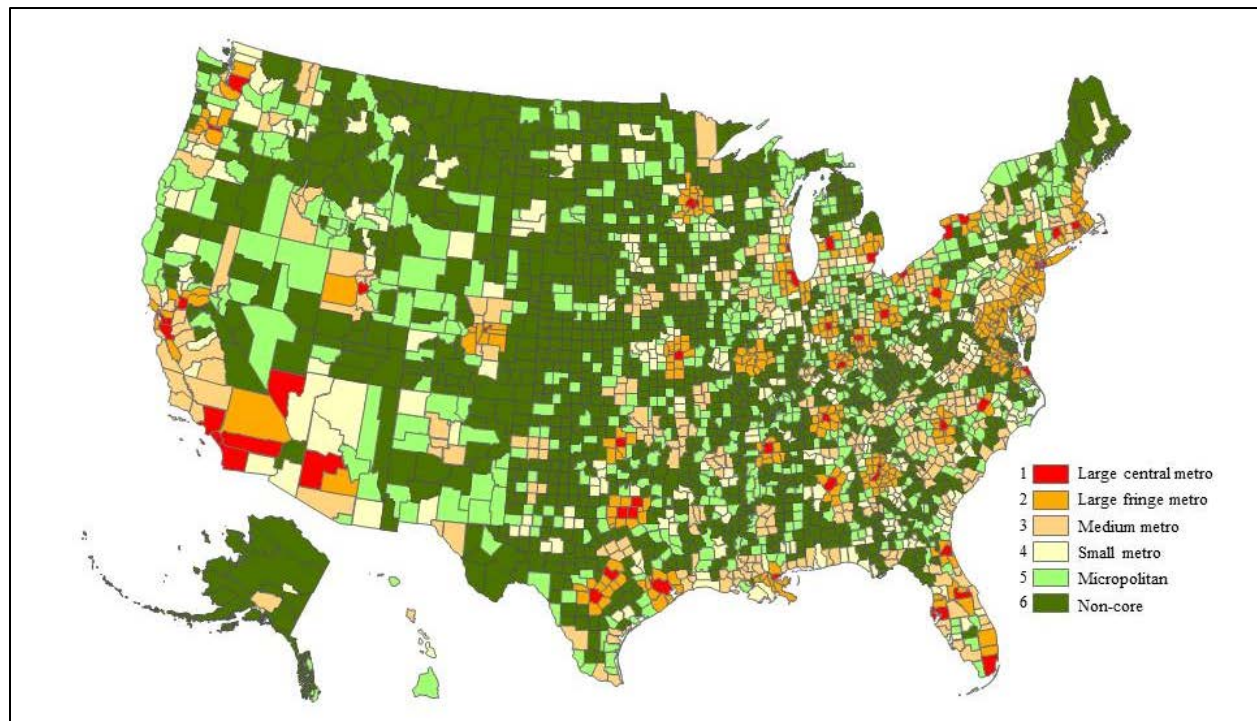 1 Large central metro
2 Large fringe metro
3 Medium metro
4 Small metro
5 Micropolitan
6 Non-core